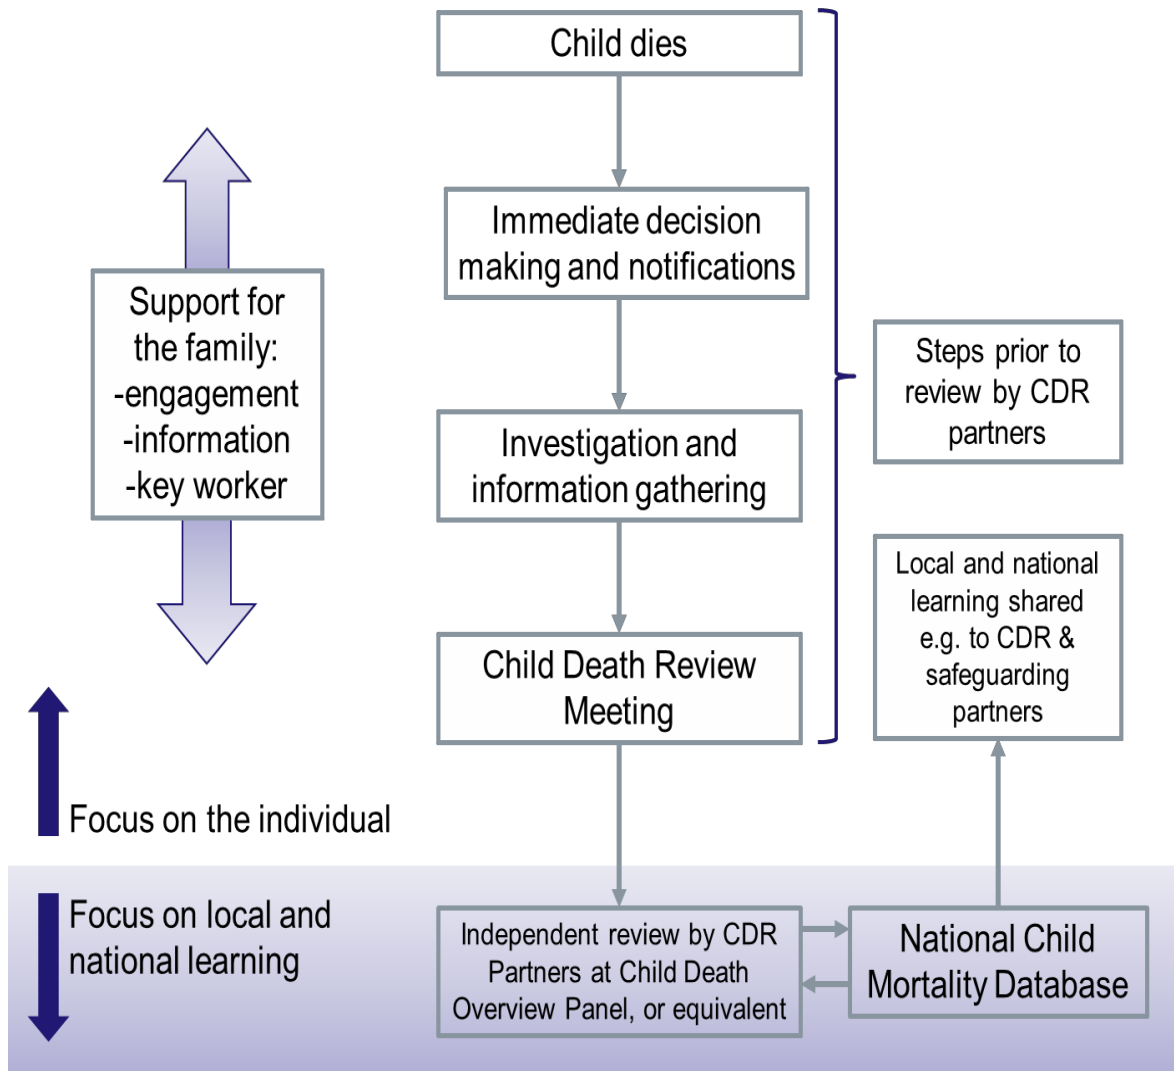 Child dies
Immediate decision
making and notifications
Support for
the family:
-engagement
-information
-key worker
Steps prior to
review by CDR
partners
Investigation and
information gathering
Local and national
learning shared
e.g. to CDR &
safeguarding
partners
Child Death Review
Meeting
Focus on the individual
Focus on local and
national learning
Independent review by CDR
Partners at Child Death
Overview Panel, or equivalent
National Child
Mortality Database